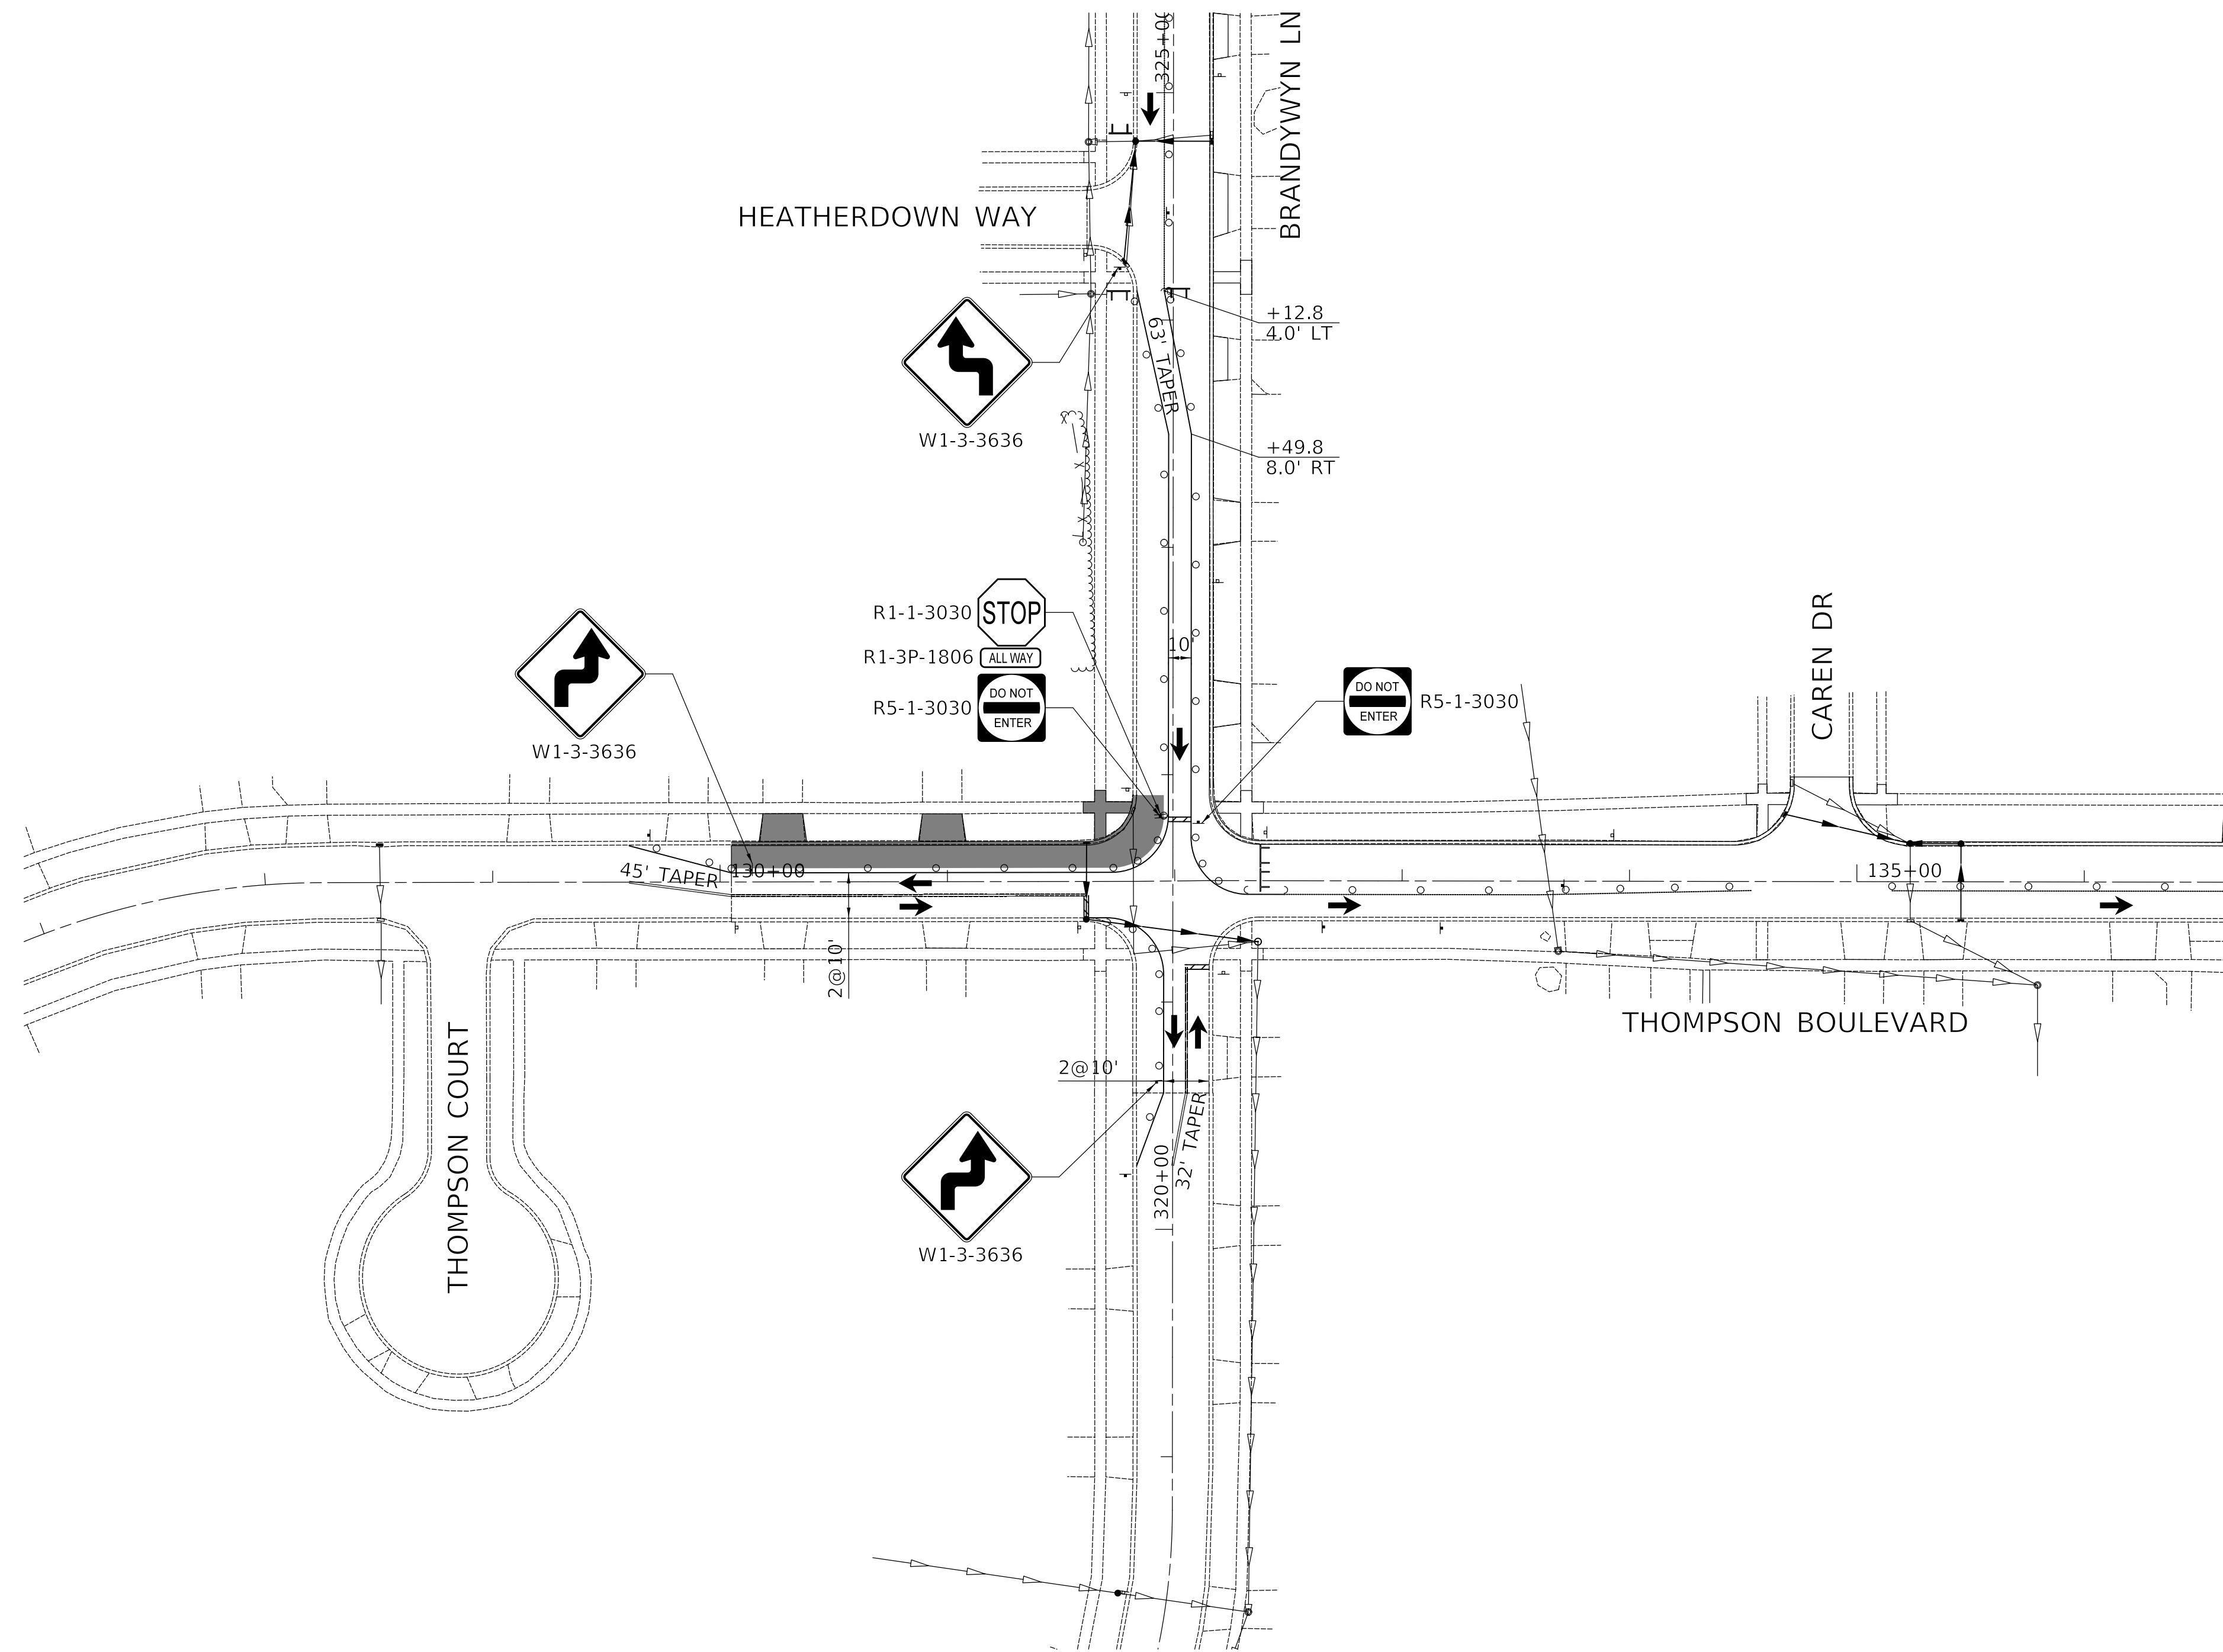 325+00
BRANDYWYN LN
HEATHERDOWN WAY
+12.8
4.0' LT
63' TAPER
W1-3-3636
+49.8
8.0' RT
R1-1-3030
STOP
R1-3P-1806
ALL WAY
R5-1-3030
DO NOT
ENTER
10'
DO NOT
ENTER
R5-1-3030
CAREN DR
W1-3-3636
45' TAPER
130+00
135+00
2@10'
THOMPSON BOULEVARD
THOMPSON COURT
2@10'
32' TAPER
320+00
W1-3-3636